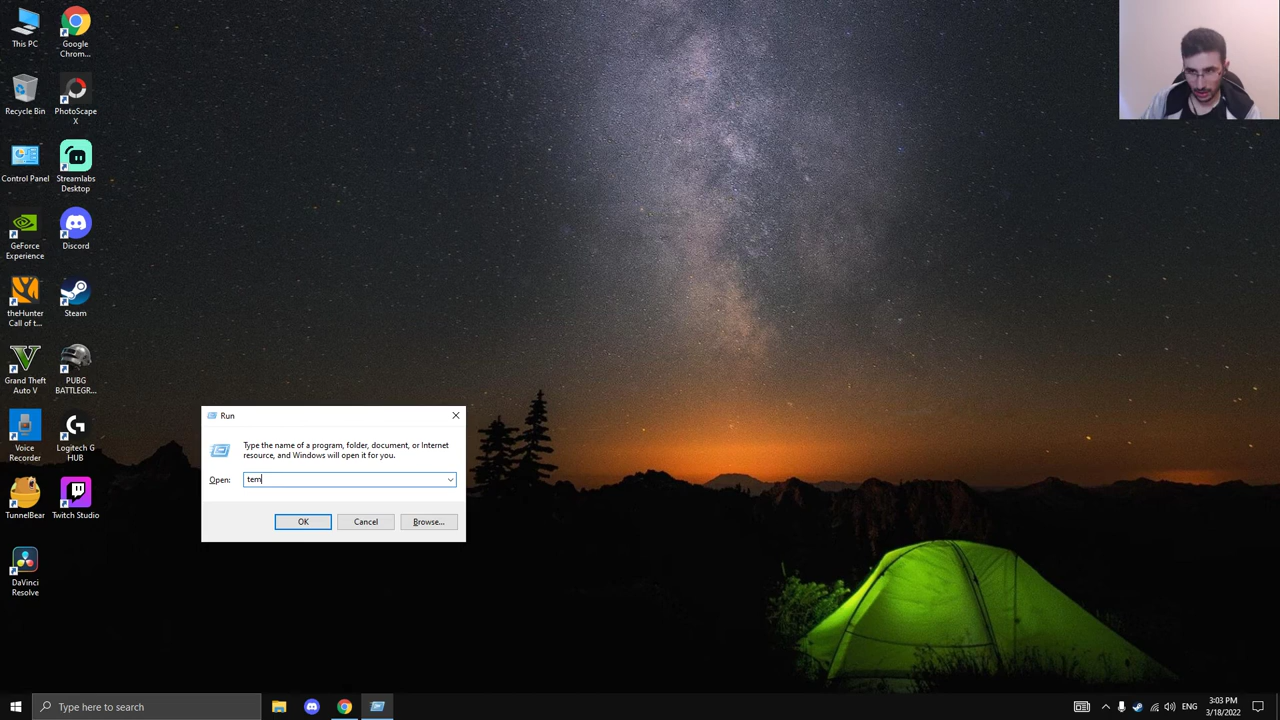 This PC
Google
Chrom...
Recycle Bin
PhotoScape
X
Control Panel
Streamlabs
Desktop
GeForce
Experience
Discord
theHunter
Call of t...
Steam
Grand Theft
Auto V
PUBG
BATTLEGR...
Voice
Recorder
Logitech G
HUB
TunnelBear
Twitch Studio
DaVinci
Resolve
Run
Type the name of a program, folder, document, or Internet
resource, and Windows will open it for you.
Open:
tem
OK
Cancel
Browse...
Type here to search
ENG
3:03 PM
3/18/2022